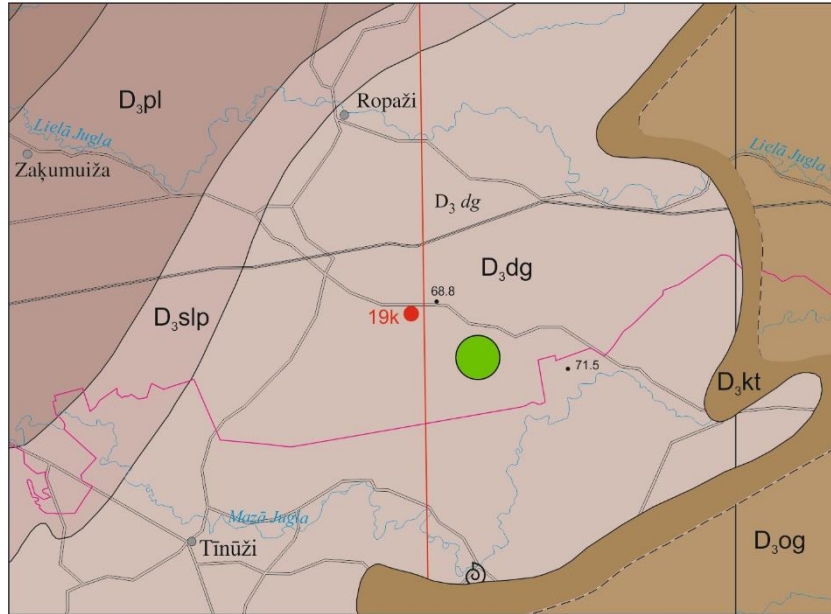 D₃pl
Ropaži
Lielā Jugla
Zaķumuiža
Lielā Jugla
D₃ dg
D₃dg
68.8
19k
D₃slp
71.5
D₃kt
Mazā Jugla
Tīnūži
D₃og